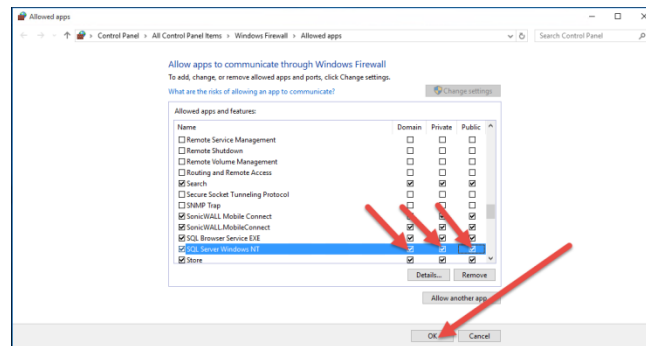 Allowed apps
Control Panel > All Control Panel Items > Windows Firewall > Allowed apps
Search Control Panel
Allow apps to communicate through Windows Firewall
To add, change, or remove allowed apps and ports, click Change settings.
What are the risks of allowing an app to communicate?
Change settings
Allowed apps and features:
Name Domain Private Public
Remote Service Management
Remote Shutdown
Remote Volume Management
Routing and Remote Access
Search
Secure Socket Tunneling Protocol
SNMP Trap
SonicWALL Mobile Connect
SonicWALL.MobileConnect
SQL Browser Service EXE
SQL Server Windows NT
Store
Details... Remove
Allow another app...
OK Cancel